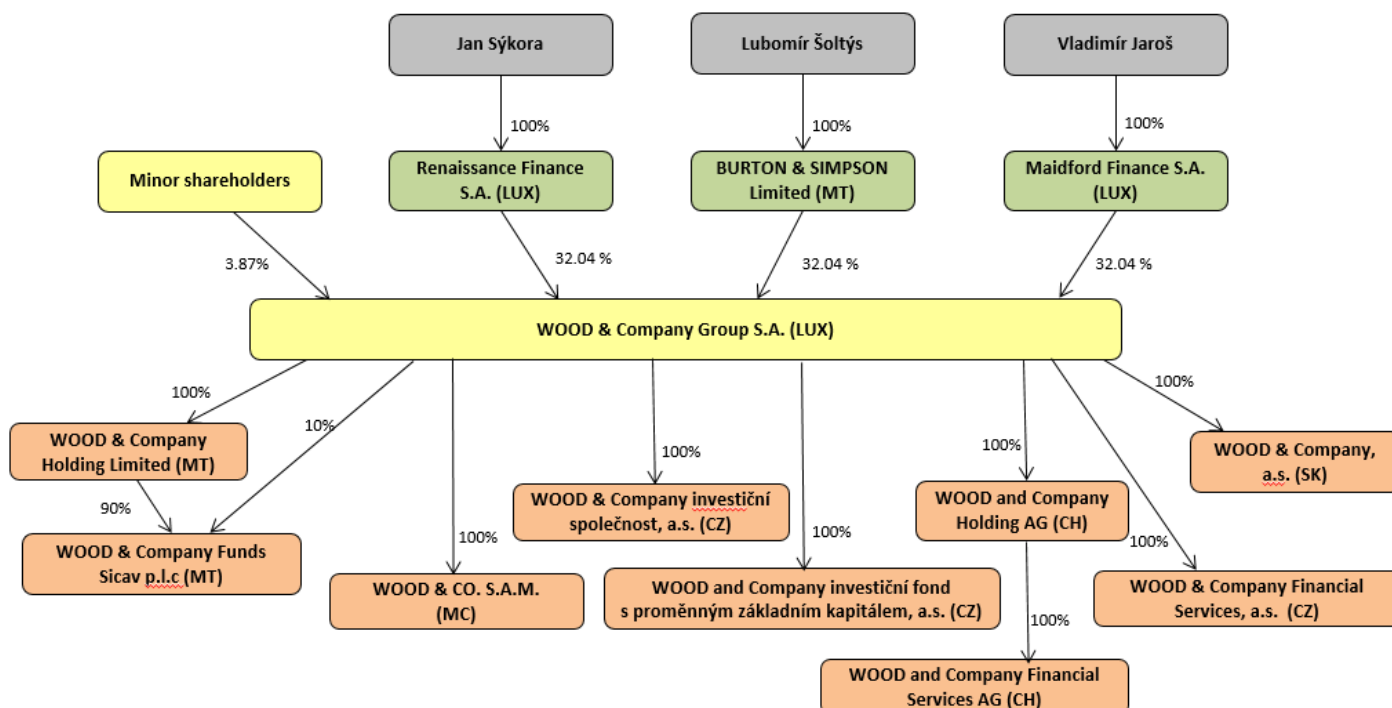 Jan Sýkora
Lubomír Šoltýs
Vladimír Jaroš
100%
100%
100%
Minor shareholders
Renaissance Finance
S.A. (LUX)
BURTON & SIMPSON
Limited (MT)
Maidford Finance S.A.
(LUX)
3.87%
32.04 %
32.04 %
32.04 %
WOOD & Company Group S.A. (LUX)
100%
10%
100%
100%
100%
WOOD & Company
Holding Limited (MT)
WOOD & Company,
a.s. (SK)
90%
WOOD & Company investiční
společnost, a.s. (CZ)
WOOD and Company
Holding AG (CH)
100%
100%
100%
WOOD & Company Funds
Sicav p.l.c (MT)
WOOD & CO. S.A.M.
(MC)
WOOD and Company investiční fond
s proměnným základním kapitálem, a.s. (CZ)
WOOD & Company Financial
Services, a.s. (CZ)
100%
WOOD and Company Financial
Services AG (CH)